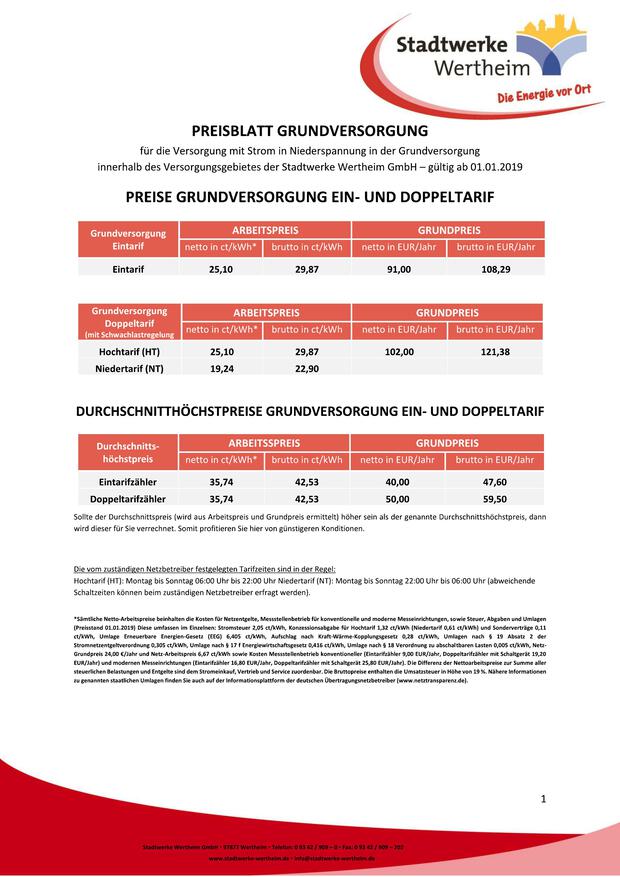 Stadtwerke
Wertheim
Die Energie vor Ort
PREISBLATT GRUNDVERSORGUNG
für die Versorgung mit Strom in Niederspannung in der Grundversorgung
innerhalb des Versorgungsgebietes der Stadtwerke Wertheim GmbH – gültig ab 01.01.2019
PREISE GRUNDVERSORGUNG EIN- UND DOPPELTARIF
Grundversorgung Eintarif ARBEITSPREIS GRUNDPREIS
netto in ct/kWh* brutto in ct/kWh netto in EUR/Jahr brutto in EUR/Jahr
Eintarif 25,10 29,87 91,00 108,29
Grundversorgung Doppeltarif (mit Schwachlastregelung ARBEITSPREIS GRUNDPREIS
netto in ct/kWh* brutto in ct/kWh netto in EUR/Jahr brutto in EUR/Jahr
Hochtarif (HT) 25,10 29,87 102,00 121,38
Niedertarif (NT) 19,24 22,90
DURCHSCHNITTHÖCHSTPREISE GRUNDVERSORGUNG EIN- UND DOPPELTARIF
Durchschnitts-höchstpreis ARBEITSSPREIS GRUNDPREIS
netto in ct/kWh* brutto in ct/kWh netto in EUR/Jahr brutto in EUR/Jahr
Eintarifzähler 35,74 42,53 40,00 47,60
Doppeltarifzähler 35,74 42,53 50,00 59,50
Sollte der Durchschnittspreis (wird aus Arbeitspreis und Grundpreis ermittelt) höher sein als der genannte Durchschnittshöchstpreis, dann
wird dieser für Sie verrechnet. Somit profitieren Sie hier von günstigeren Konditionen.
Die vom zuständigen Netzbetreiber festgelegten Tarifzeiten sind in der Regel:
Hochtarif (HT): Montag bis Sonntag 06:00 Uhr bis 22:00 Uhr Niedertarif (NT): Montag bis Sonntag 22:00 Uhr bis 06:00 Uhr (abweichende
Schaltzeiten können beim zuständigen Netzbetreiber erfragt werden).
*Sämtliche Netto-Arbeitspreise beinhalten die Kosten für Netzentgelte, sowie Steuer, Abgaben und Umlagen
(Preisstand 01.01.2019) Diese umfassen im Einzelnen: Stromsteuer 2,05 ct/kWh, Konzessionsabgabe für Hochtarif 1,32 ct/kWh (Niedertarif 0,61 ct/kWh) und Sonderverträge 0,11
ct/kWh, Umlage Erneuerbare Energien-Gesetz (EEG) 6,405 ct/kWh, Aufschlag nach Kraft-Wärme-Kopplungsgesetz 0,28 ct/kWh, Umlagen nach § 19 Absatz 2 der
Stromnetzentgeltverordnung 0,305 ct/kWh, Umlage nach § 17 f Energiewirtschaftsgesetz 0,416 ct/kWh, Umlage nach § 18 Verordnung zu abschaltbaren Lasten 0,005 ct/kWh, Netz-
Grundpreis 24,00 €/Jahr und Netz-Arbeitspreis 6,67 ct/kWh sowie Kosten Messstellenbetrieb konventioneller (Eintarifzähler 9,00 EUR/Jahr, Doppeltarifzähler mit Schaltgerät 19,20
EUR/Jahr) und modernen Messeinrichtungen (Eintarifzähler 16,80 EUR/Jahr, Doppeltarifzähler mit Schaltgerät 25,80 EUR/Jahr). Die Differenz der Nettoarbeitspreise zur Summe aller
steuerlichen Belastungen und Entgelte sind dem Stromeinkauf, Vertrieb und Service zuordenbar. Die Bruttopreise enthalten die Umsatzsteuer in Höhe von 19 %. Nähere Informationen
zu genannten staatlichen Umlagen finden Sie auch auf der Informationsplattform der deutschen Übertragungsnetzbetreiber (www.netztransparenz.de).
1
Stadtwerke Wertheim GmbH • 97877 Wertheim • Telefon: 0 93 42 / 909 – 0 • Fax: 0 93 42 / 909 – 202
www.stadtwerke-wertheim.de • info@stadtwerke-wertheim.de